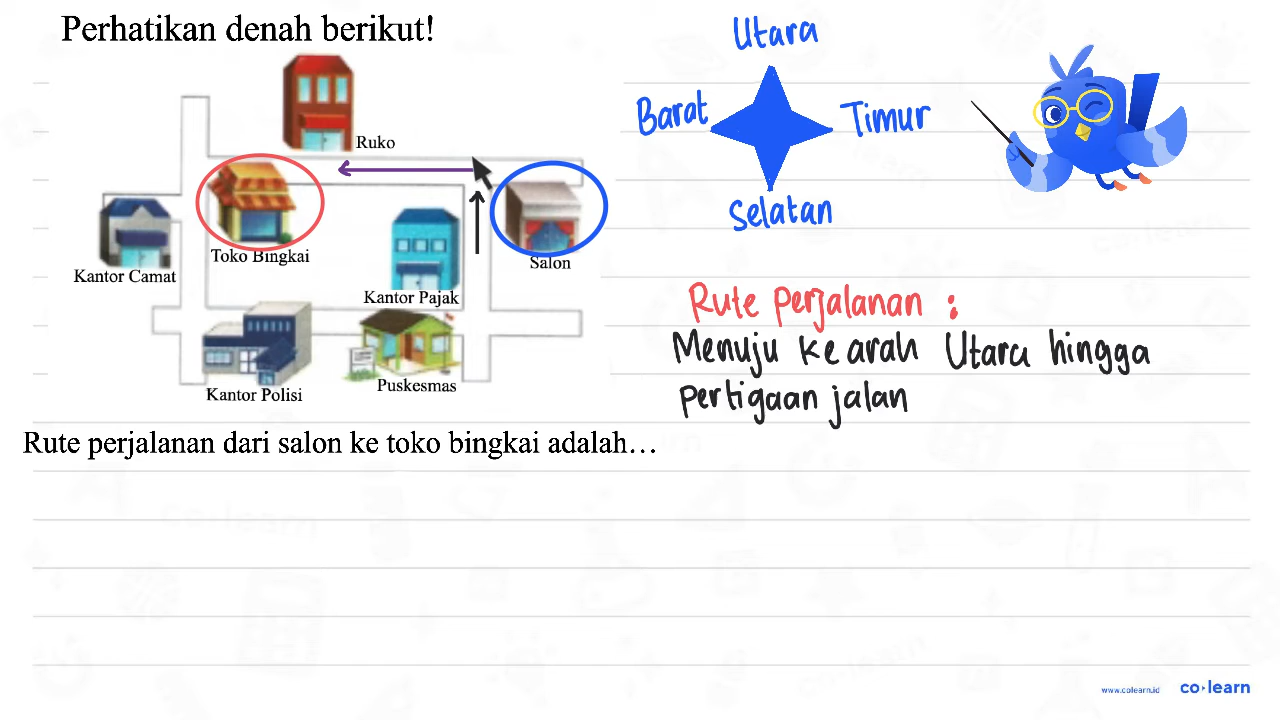 Perhatikan denah berikut!
Utara
Barat
Timur
Selatan
Ruko
Toko Bingkai
Salon
Kantor Camat
Kantor Pajak
Kantor Polisi
Puskesmas
Rute perjalanan :
Menuju ke arah Utara hingga
pertigaan jalan
Rute perjalanan dari salon ke toko bingkai adalah...
www.colearn.id
co·learn